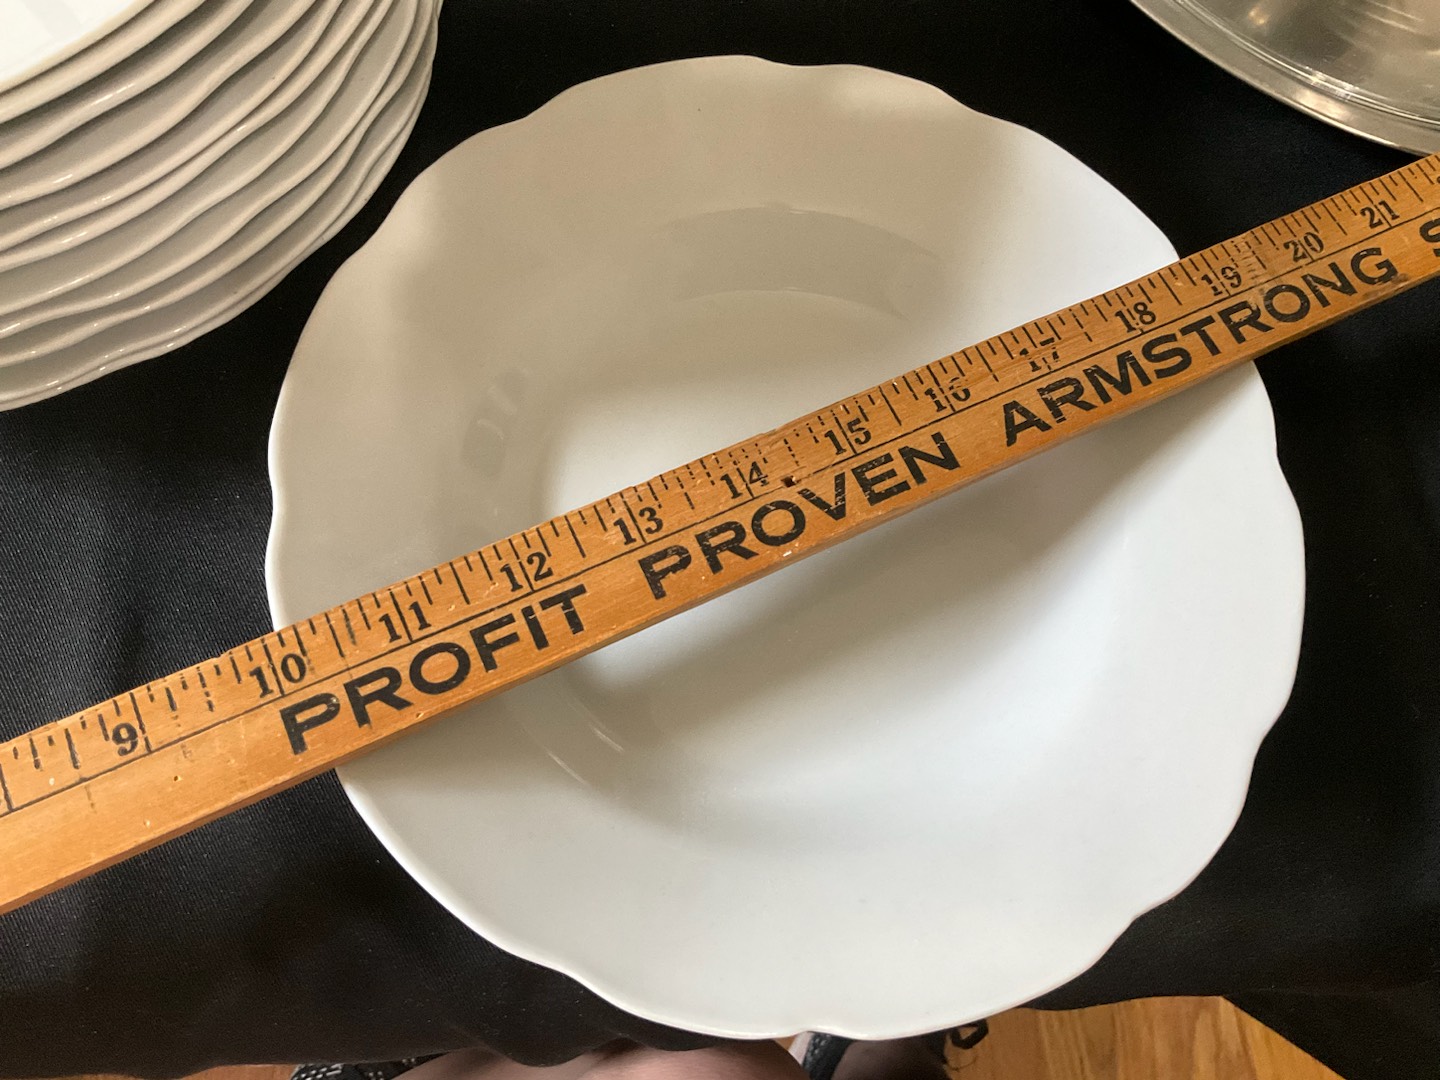 9 10 11 12 13 14 15 16 17 18 19 20 21
PROFIT PROVEN ARMSTRONG